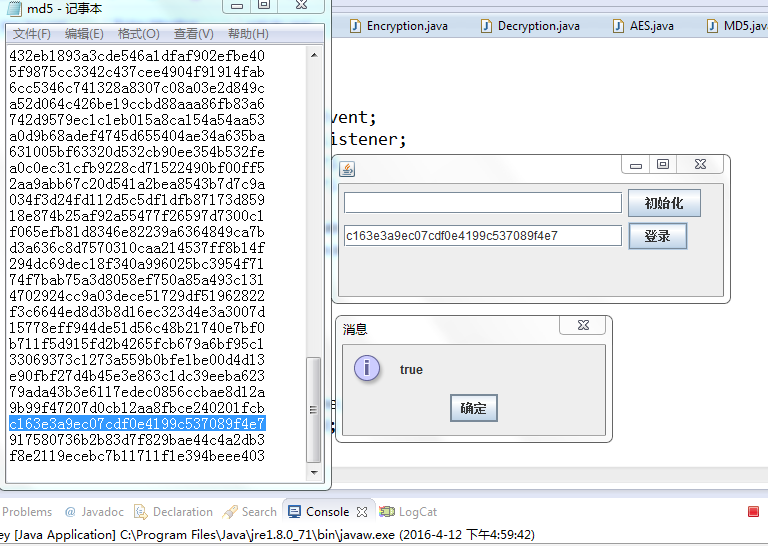 md5 - 记事本
文件(F) 编辑(E) 格式(O) 查看(V) 帮助(H)
432eb1893a3cde546a1dfaf902efbe40
5f9875cc3342c437cee4904f91914fab
6cc5346c741328a8307c08a03e2d849c
a52d064c426be19ccbd88aaa86fb83a6
742d9579ec1c1eb015a8ca154a54aa53
a0d9b68adef4745d655404ae34a635ba
631005bf63320d532cb90ee354b532fe
a0c0ec31cfb9228cd71522490bf00ff5
2aa9abb67c20d541a2bea8543b7d7c9a
034f3d24fd112d5c5df1dfb87173d859
18e874b25af92a55477f26597d7300c1
f065efb81d8346e82239a6364849ca7b
d3a636c8d7570310caa214537ff8b14f
294dc69dec18f340a996025bc3954f71
74f7bab75a3d8058ef750a85a493c131
4702924cc9a03dece51729df51962822
f3c6644ed8d3b8d16ec323d4e3a3007d
15778eff944de51d56c48b21740e7bf0
b711f5d915fd2b4265fcb679a6bf95c1
33069373c1273a559b0bfe1be00d4d13
e90fbf27d4b45e3e863c1dc39eeba623
79ada43b3e6117edec0856ccbae8d12a
9b99f47207d0cb12aa8fbce240201fcb
c163e3a9ec07cdf0e4199c537089f4e7
917580736b2b83d7f829bae44c4a2db3
f8e2119ecebc7b11711f1e394beee403
Encryption.java Decryption.java AES.java MD5.jav
vent;
istener;
初始化
c163e3a9ec07cdf0e4199c537089f4e7 登录
消息
true
确定
Problems @ Javadoc Declaration Search Console LogCat
ey [Java Application] C:\Program Files\Java\jre1.8.0_71\bin\javaw.exe (2016-4-12 下午4:59:42)